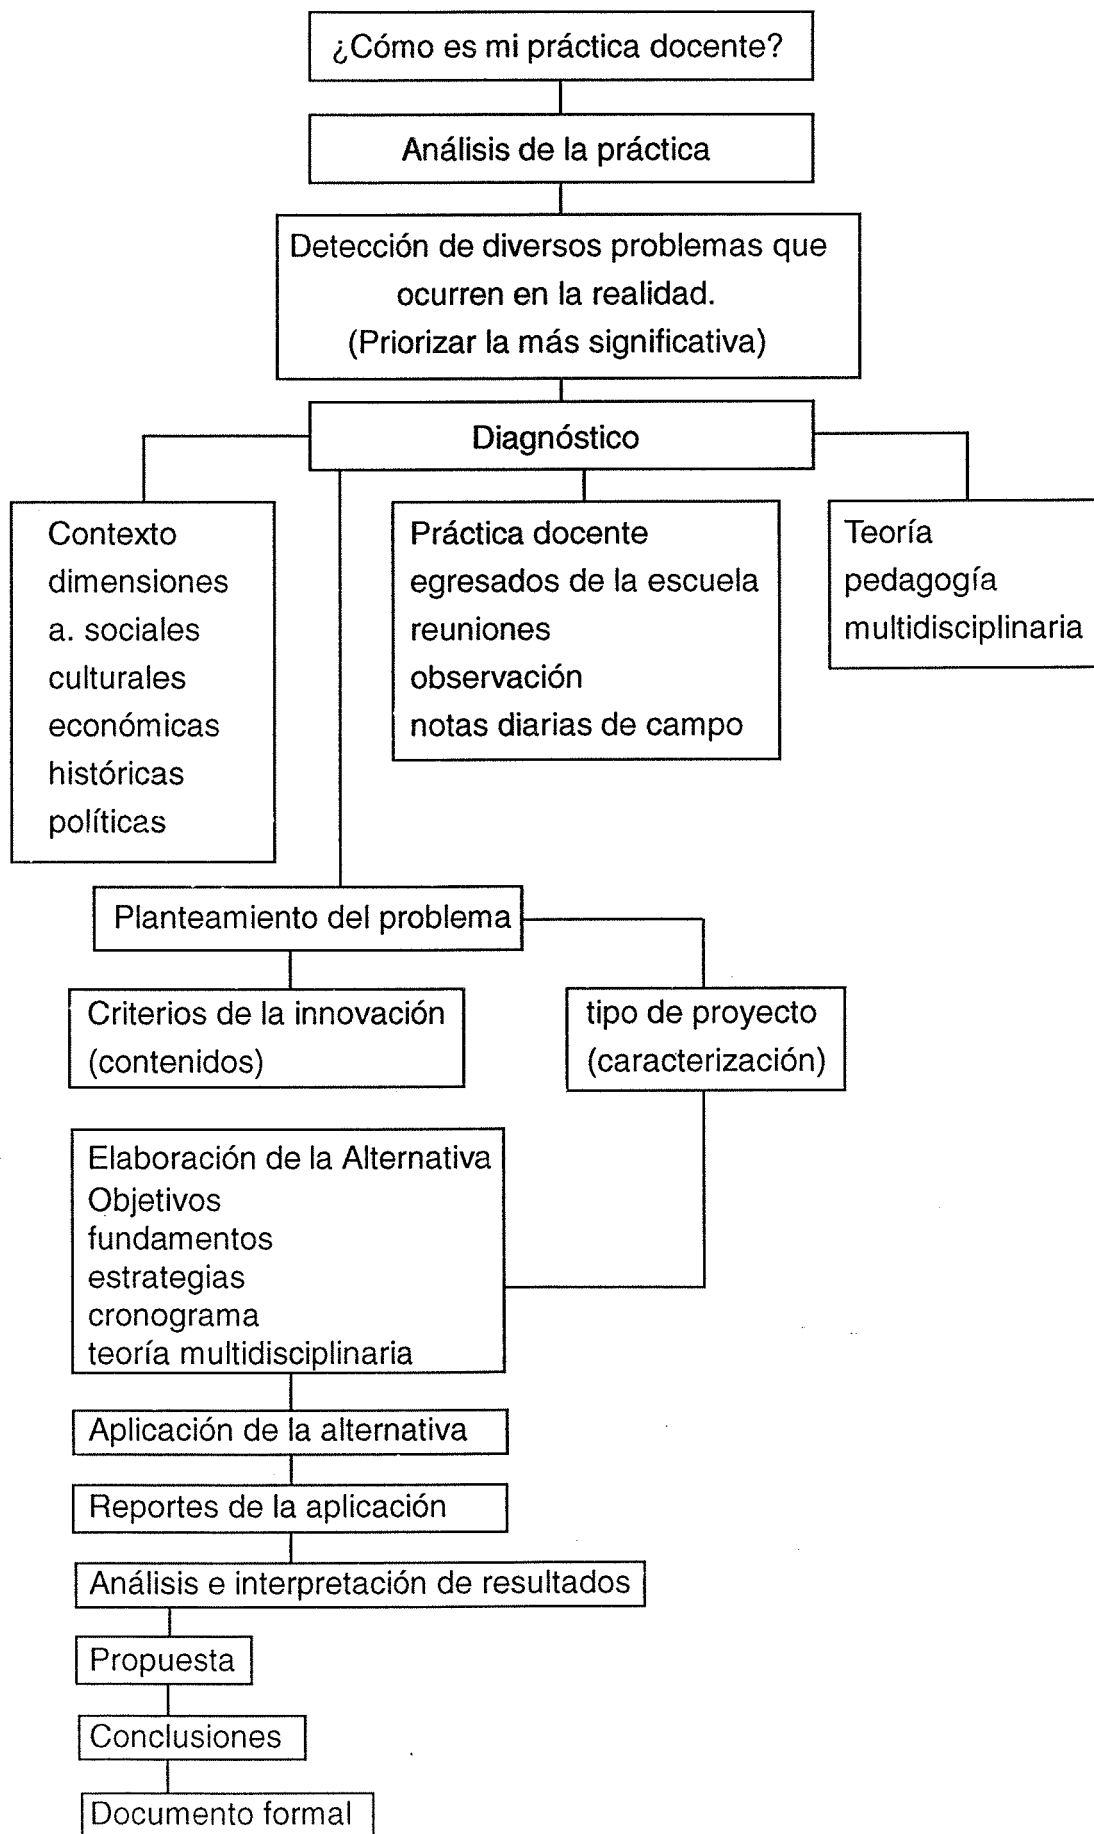 ¿Cómo es mi práctica docente?
Análisis de la práctica
Detección de diversos problemas que
ocurren en la realidad.
(Priorizar la más significativa)
Diagnóstico
Contexto
dimensiones
a. sociales
culturales
económicas
históricas
políticas
Práctica docente
egresados de la escuela
reuniones
observación
notas diarias de campo
Teoría
pedagogía
multidisciplinaria
Planteamiento del problema
Criterios de la innovación
(contenidos)
tipo de proyecto
(caracterización)
Elaboración de la Alternativa
Objetivos
fundamentos
estrategias
cronograma
teoría multidisciplinaria
Aplicación de la alternativa
Reportes de la aplicación
Análisis e interpretación de resultados
Propuesta
Conclusiones
Documento formal